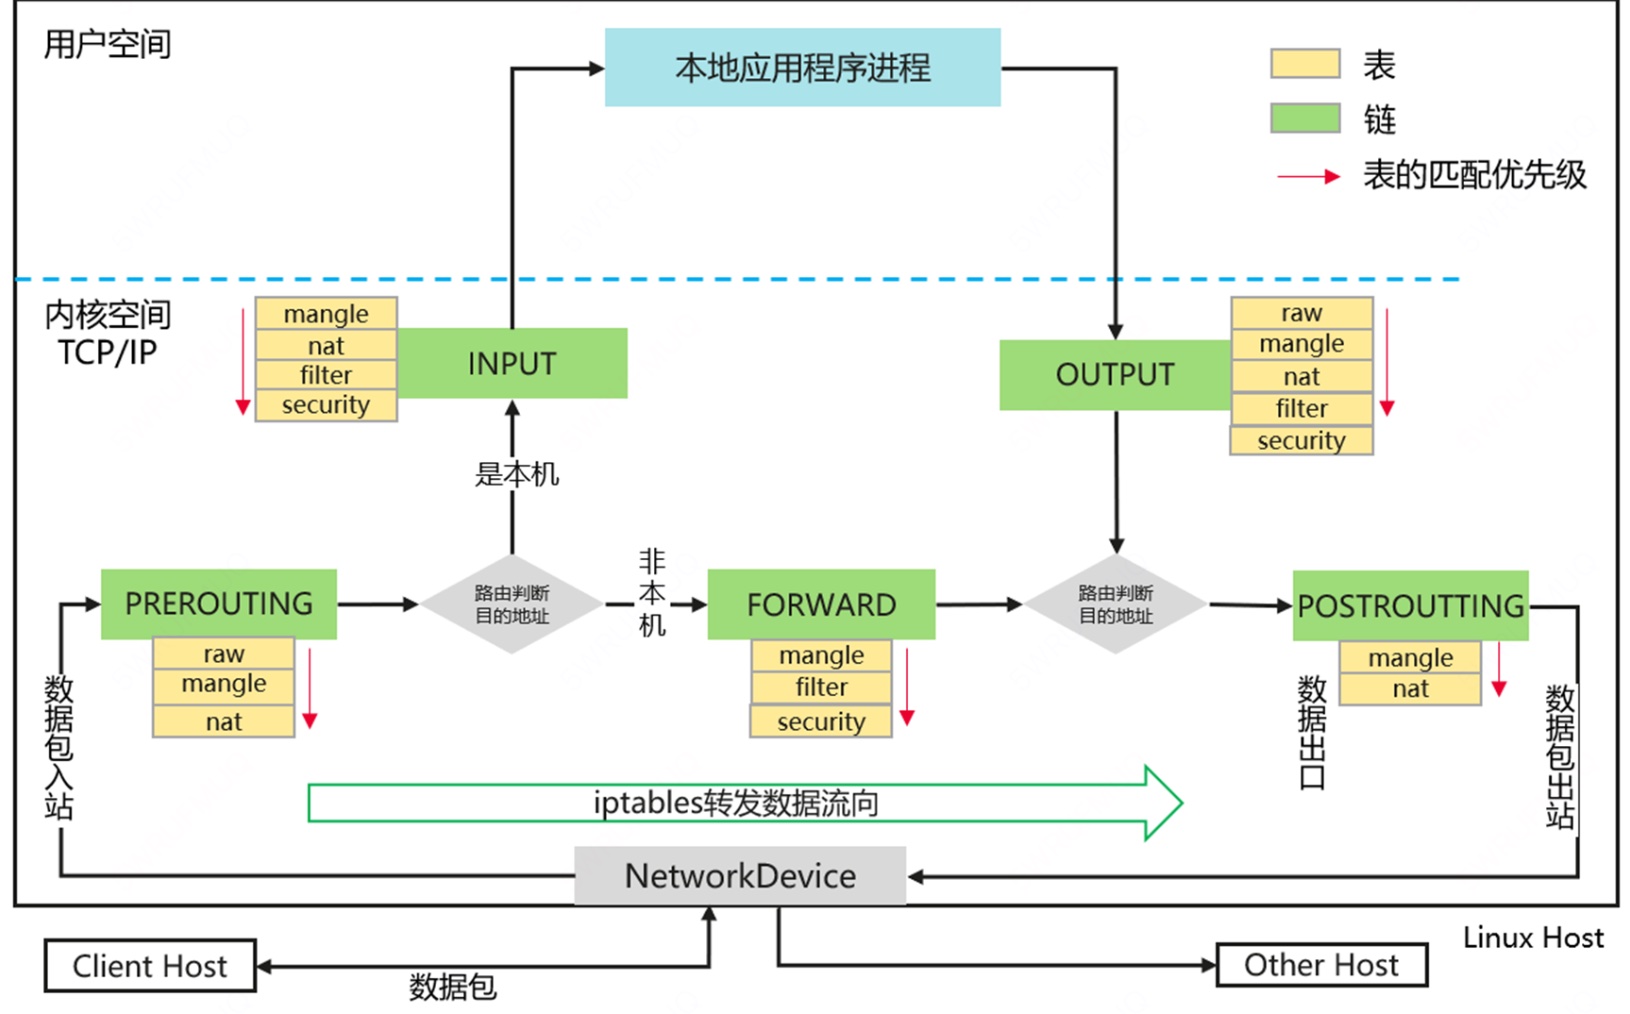 用户空间
本地应用程序进程
表
链
表的匹配优先级
内核空间
TCP/IP
mangle
nat
filter
security
INPUT
OUTPUT
raw
mangle
nat
filter
security
是本机
PREROUTING
raw
mangle
nat
路由判断
目的地址
非本机
FORWARD
mangle
filter
security
路由判断
目的地址
POSTROUTTING
mangle
nat
数据包入站
数据出口
数据包出站
iptables转发数据流向
NetworkDevice
Linux Host
Client Host
数据包
Other Host